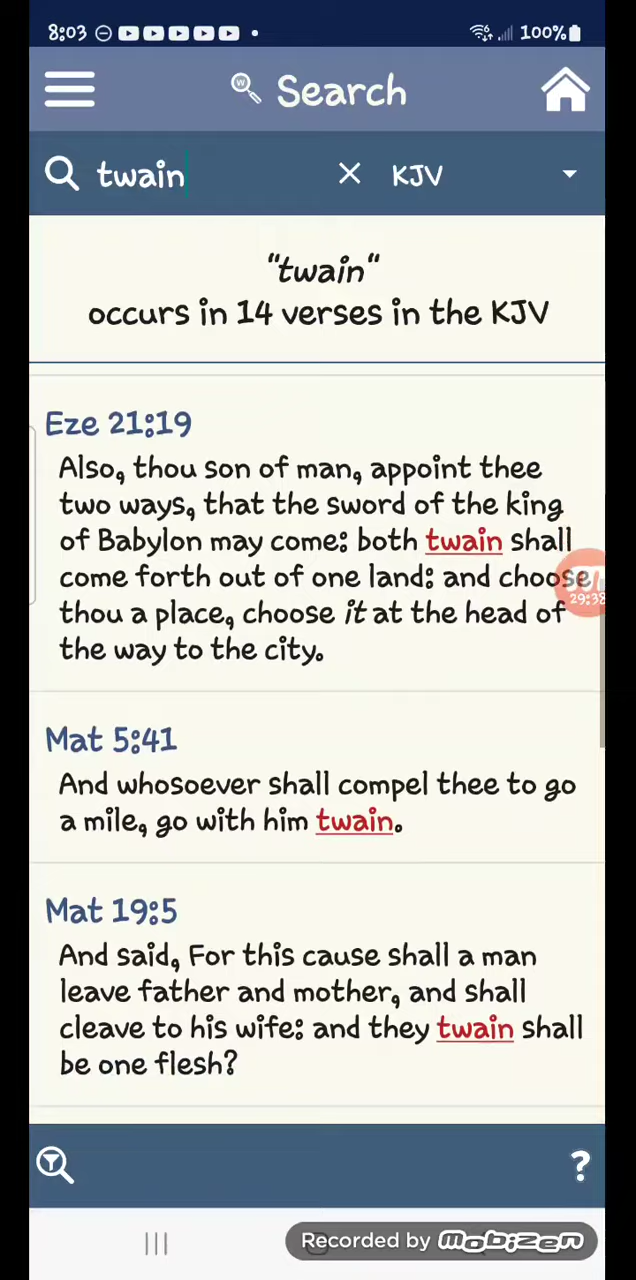 8:03 100%
Search
twain KJV
"twain"
occurs in 14 verses in the KJV
Eze 21:19
Also, thou son of man, appoint thee
two ways, that the sword of the king
of Babylon may come: both twain shall
come forth out of one land: and choose
thou a place, choose it at the head of
the way to the city.
29:38
Mat 5:41
And whosoever shall compel thee to go
a mile, go with him twain.
Mat 19:5
And said, For this cause shall a man
leave father and mother, and shall
cleave to his wife: and they twain shall
be one flesh?
?
Recorded by mobizen